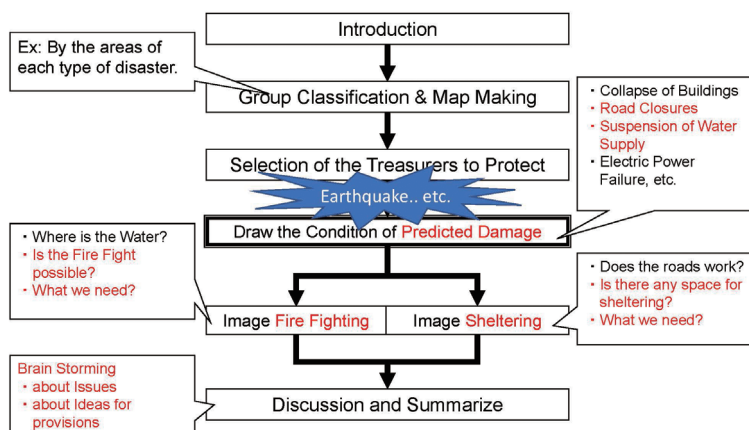 Introduction
Ex: By the areas of
each type of disaster.
Group Classification & Map Making
・Collapse of Buildings
・Road Closures
・Suspension of Water
Supply
・Electric Power
Failure, etc.
Selection of the Treasurers to Protect
Earthquake.. etc.
Draw the Condition of Predicted Damage
・Where is the Water?
・Is the Fire Fight
possible?
・What we need?
・Does the roads work?
・Is there any space for
sheltering?
・What we need?
Image Fire Fighting
Image Sheltering
Brain Storming
・about Issues
・about Ideas for
provisions
Discussion and Summarize